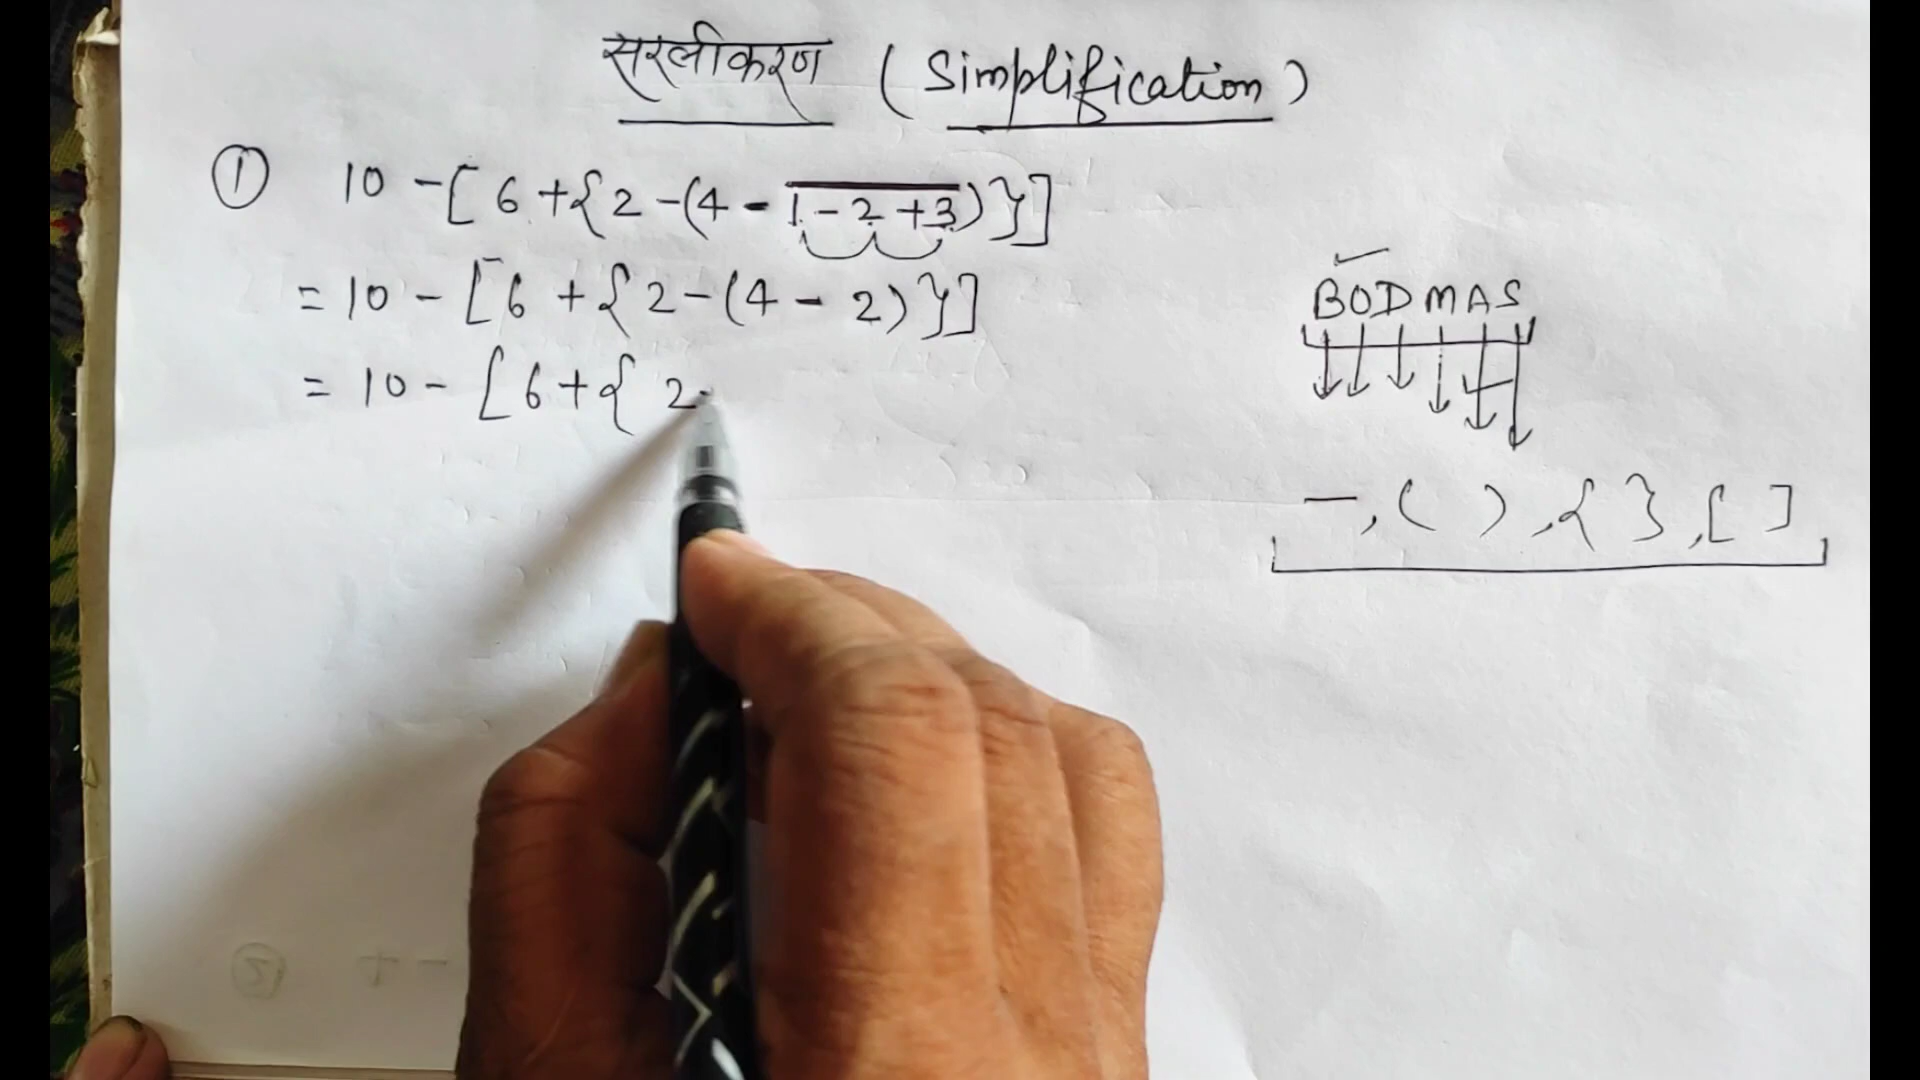 सरलीकरण (Simplification)
① 10 - [ 6 + { 2 - ( 4 - 1 - 2 + 3 ) } ]
= 10 - [ 6 + { 2 - ( 4 - 2 ) } ]
= 10 - [ 6 + { 2 -
BODMAS
—, ( ), { }, [ ]